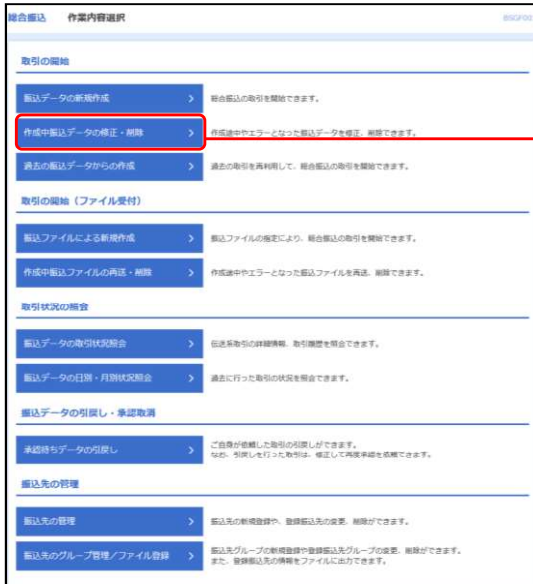 総合振込 作業内容選択
BSGF001
取引の開始
振込データの新規作成
総合振込の取引を開始できます。
作成中振込データの修正・削除
作成途中やエラーとなった振込データを修正、削除できます。
過去の振込データからの作成
過去の取引を再利用して、総合振込の取引を開始できます。
取引の開始（ファイル受付）
振込ファイルによる新規作成
振込ファイルの指定により、総合振込の取引を開始できます。
作成中振込ファイルの再送・削除
作成途中やエラーとなった振込ファイルを再送、削除できます。
取引状況の照会
振込データの取引状況照会
伝送系取引の詳細情報、取引履歴を照会できます。
振込データの日別・月別状況照会
過去に行った取引の状況を照会できます。
振込データの引戻し・承認取消
承認待ちデータの引戻し
ご自身が依頼した取引の引戻しができます。
なお、引戻しを行った取引は、修正して再度承認を依頼できます。
振込先の管理
振込先の管理
振込先の新規登録や、登録振込先の変更、削除ができます。
振込先のグループ管理／ファイル登録
振込先グループの新規登録や登録振込先グループの変更、削除ができます。
また、登録振込先の情報をファイルに出力できます。